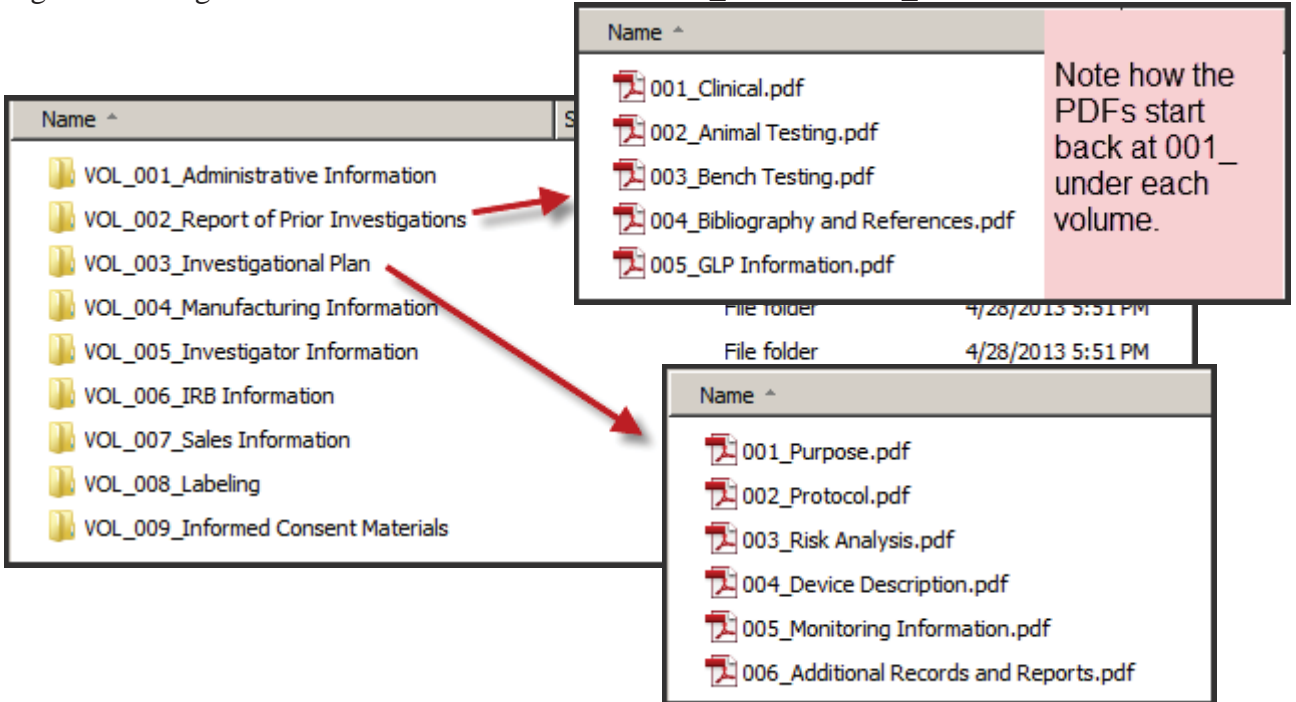 Name
001_Clinical.pdf
002_Animal Testing.pdf
003_Bench Testing.pdf
004_Bibliography and References.pdf
005_GLP Information.pdf
Note how the
PDFs start
back at 001_
under each
volume.
Name
VOL_001_Administrative Information
VOL_002_Report of Prior Investigations
VOL_003_Investigational Plan
VOL_004_Manufacturing Information File folder 4/28/2013 5:51 PM
VOL_005_Investigator Information File folder 4/28/2013 5:51 PM
VOL_006_IRB Information
VOL_007_Sales Information
VOL_008_Labeling
VOL_009_Informed Consent Materials
Name
001_Purpose.pdf
002_Protocol.pdf
003_Risk Analysis.pdf
004_Device Description.pdf
005_Monitoring Information.pdf
006_Additional Records and Reports.pdf